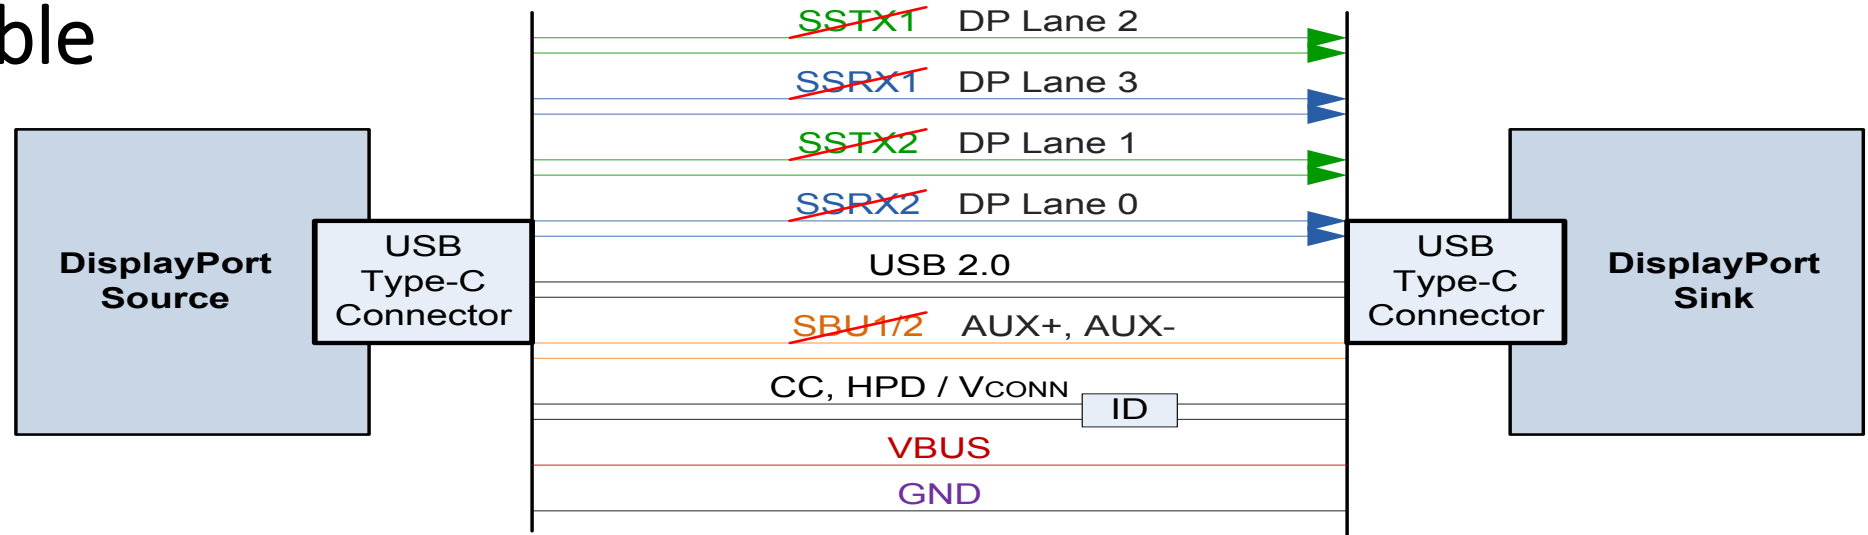 ble
SSTX1 DP Lane 2
SSRX1 DP Lane 3
SSTX2 DP Lane 1
SSRX2 DP Lane 0
DisplayPort
Source
USB
Type-C
Connector
USB 2.0
SBU1/2 AUX+, AUX-
CC, HPD / VCONN
ID
VBUS
GND
USB
Type-C
Connector
DisplayPort
Sink